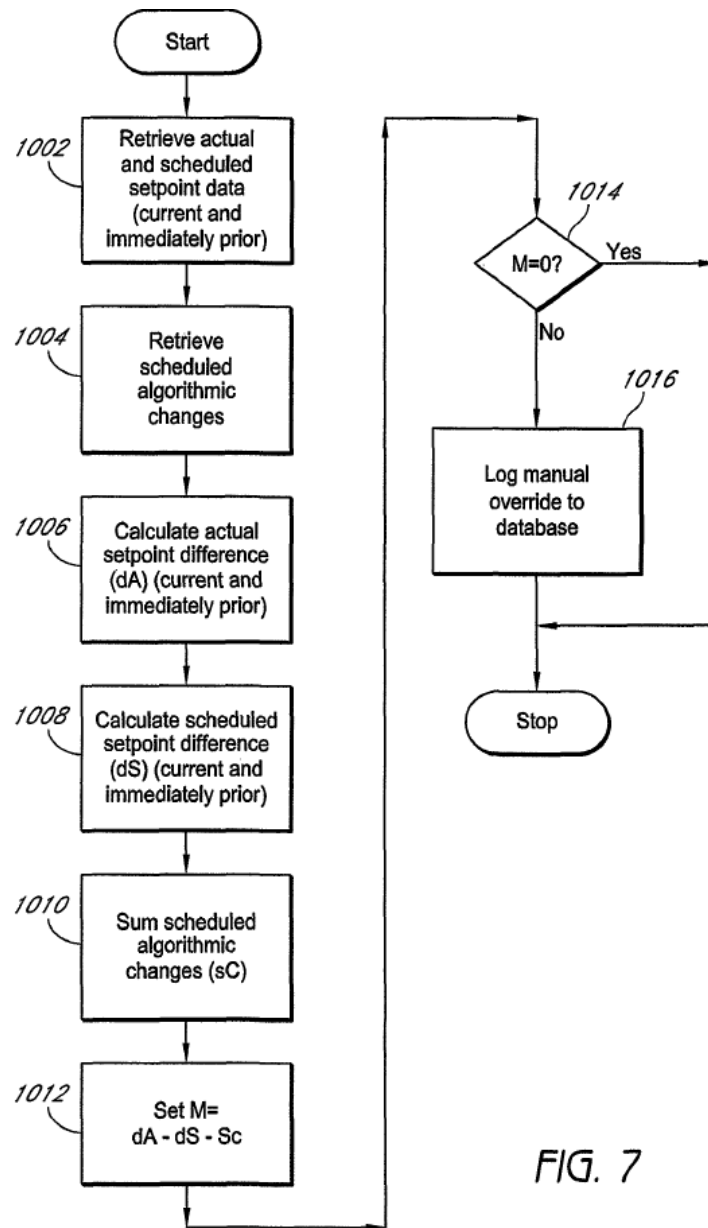 Start
1002
Retrieve actual
and scheduled
setpoint data
(current and
immediately prior)
1004
Retrieve
scheduled
algorithmic
changes
1006
Calculate actual
setpoint difference
(dA) (current and
immediately prior)
1008
Calculate scheduled
setpoint difference
(dS) (current and
immediately prior)
1010
Sum scheduled
algorithmic
changes (sC)
1012
Set M=
dA - dS - Sc
1014
M=0?
Yes
No
1016
Log manual
override to
database
Stop
FIG. 7